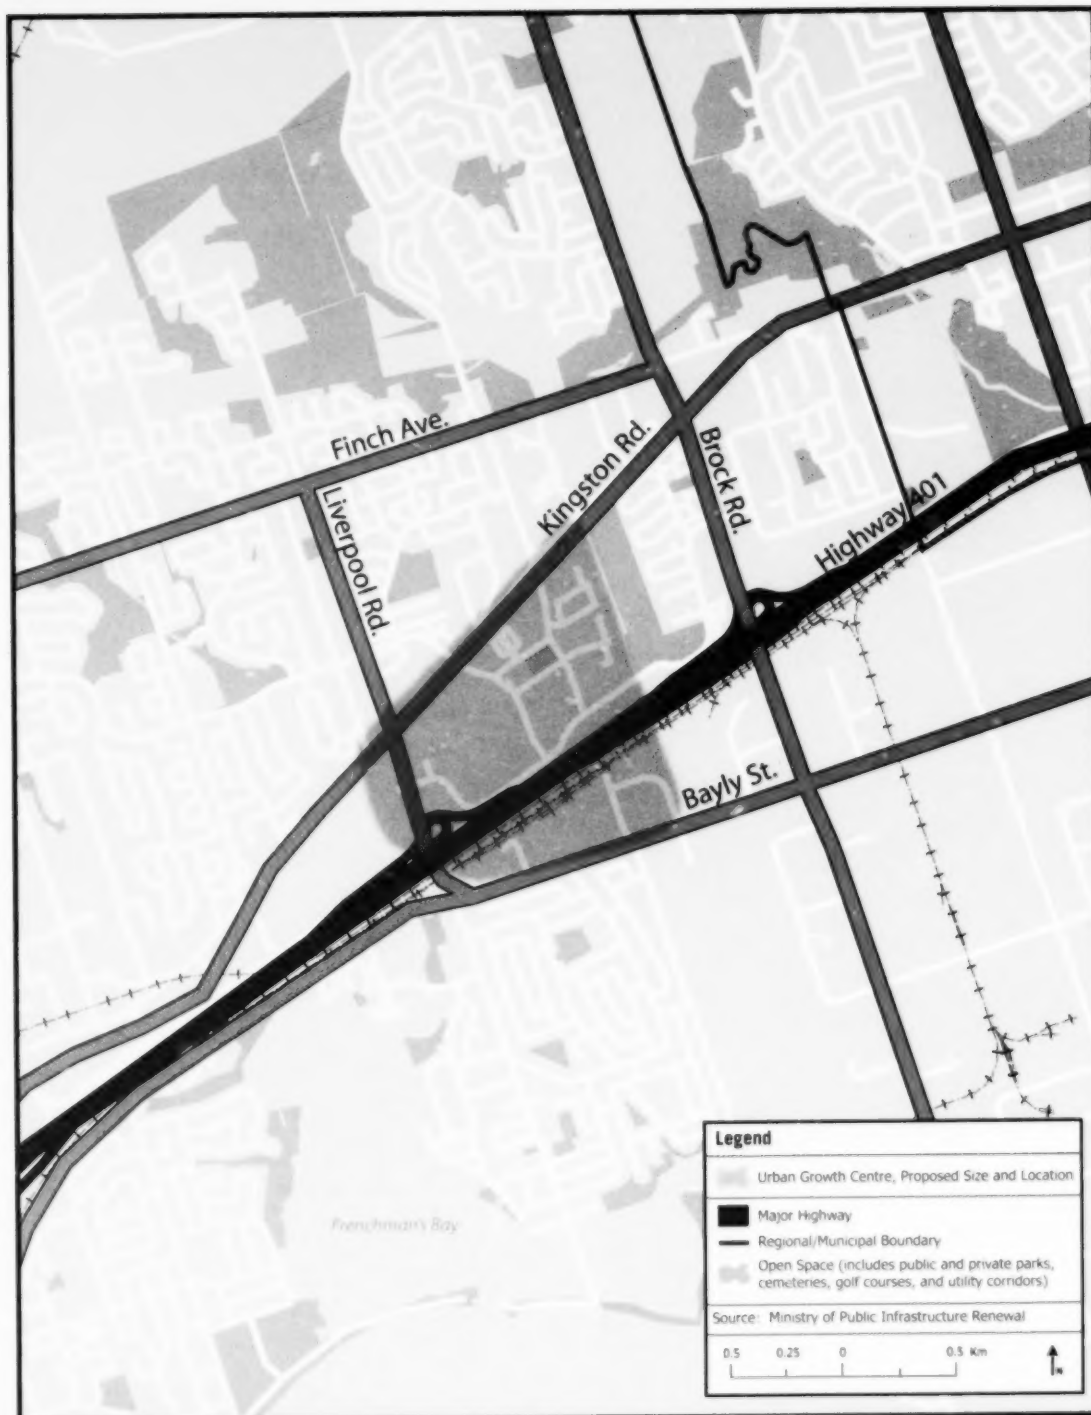 Finch Ave.
Kingston Rd.
Brock Rd.
Liverpool Rd.
Highway 401
Bayly St.
Frenchman's Bay
Legend
Urban Growth Centre, Proposed Size and Location
Major Highway
Regional/Municipal Boundary
Open Space (includes public and private parks,
cemeteries, golf courses, and utility corridors)
Source: Ministry of Public Infrastructure Renewal
0.5 0.25 0 0.5 Km
N